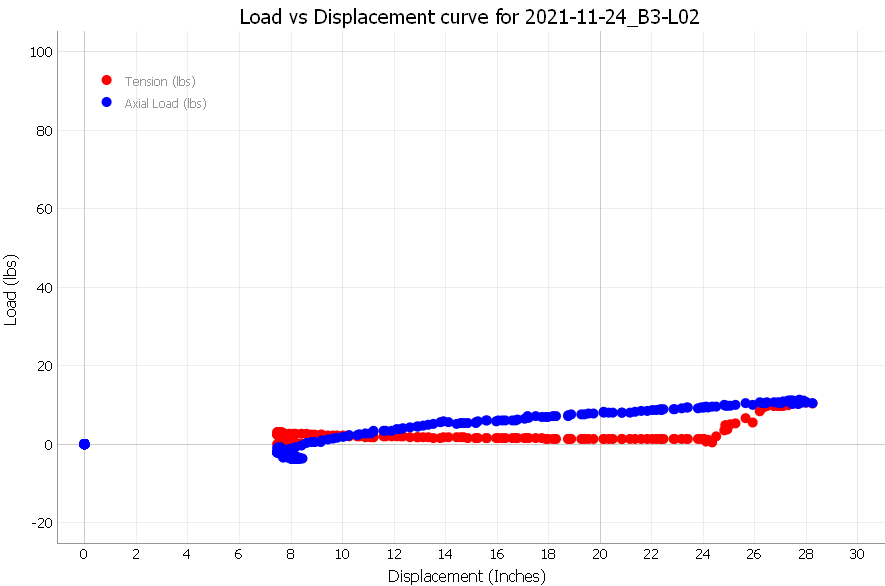 Load vs Displacement curve for 2021-11-24_B3-L02
100
80
60
40
20
0
-20
Load (lbs)
Tension (lbs)
Axial Load (lbs)
0 2 4 6 8 10 12 14 16 18 20 22 24 26 28 30
Displacement (Inches)